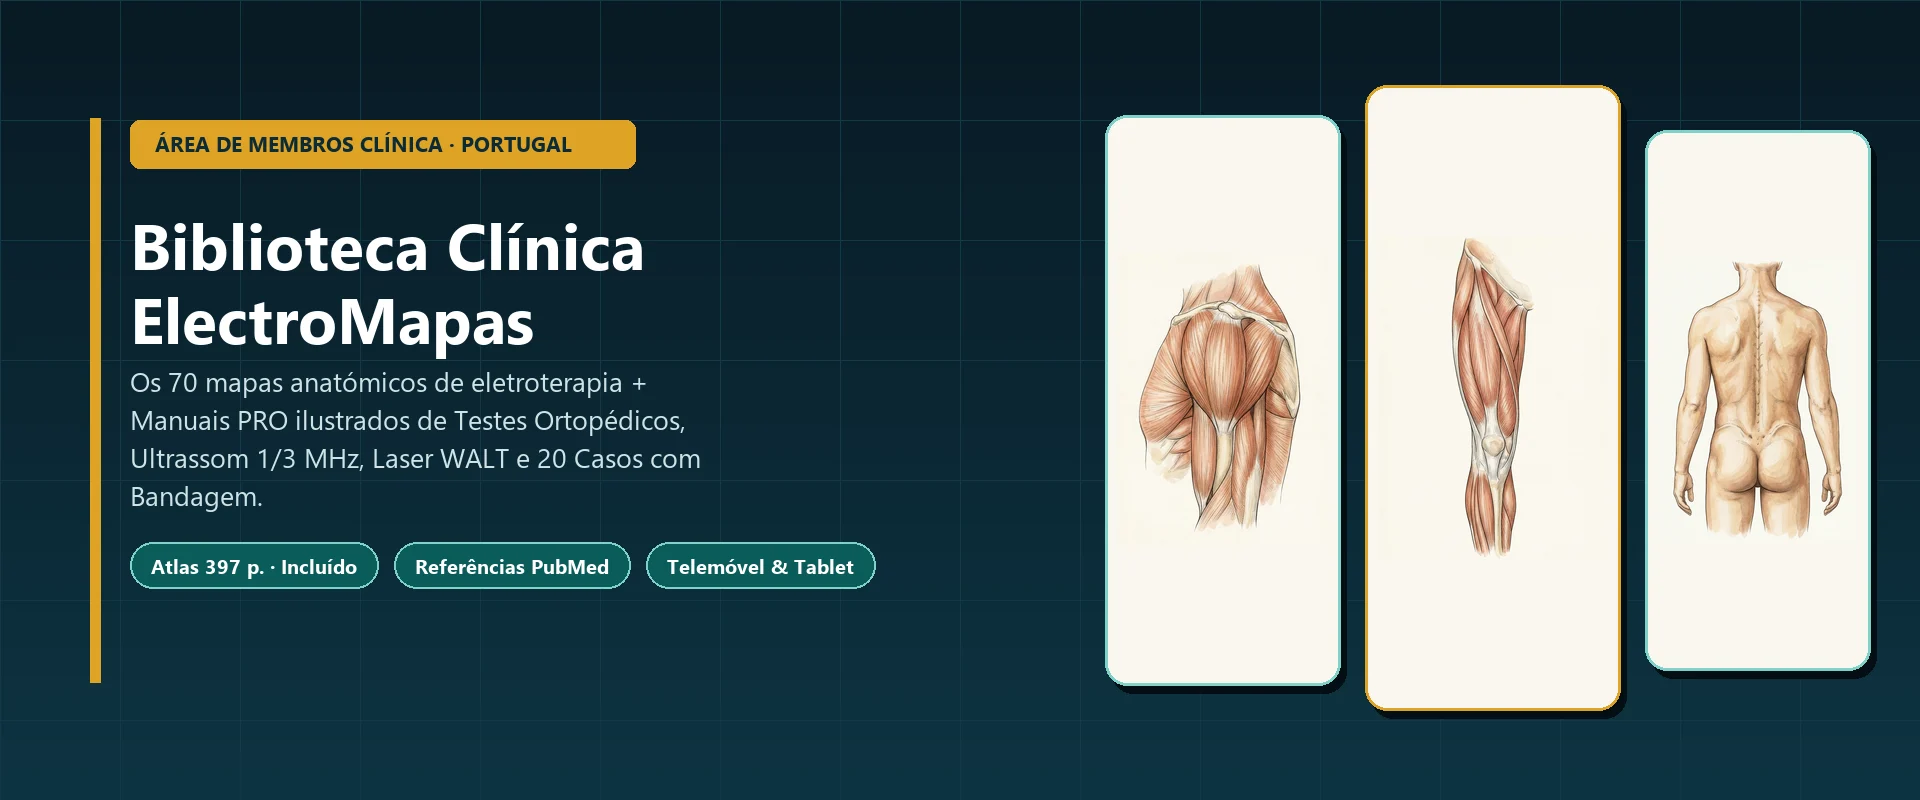 ÁREA DE MEMBROS CLÍNICA · PORTUGAL
Biblioteca Clínica
ElectroMapas
Os 70 mapas anatómicos de eletroterapia +
Manuais PRO ilustrados de Testes Ortopédicos,
Ultrassom 1/3 MHz, Laser WALT e 20 Casos com
Bandagem.
Atlas 397 p. · Incluído
Referências PubMed
Telemóvel & Tablet